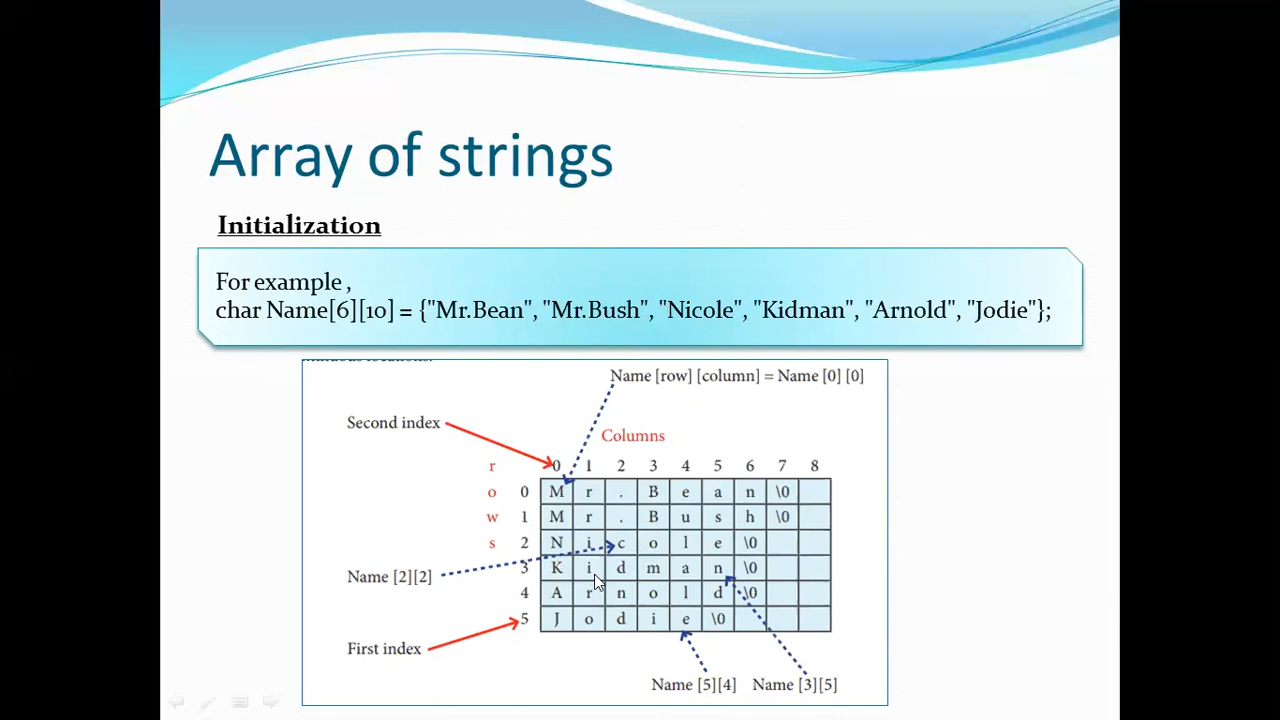 Array of strings
Initialization
For example ,
char Name[6][10] = {"Mr.Bean", "Mr.Bush", "Nicole", "Kidman", "Arnold", "Jodie"};
Name [row] [column] = Name [0] [0]
Second index
Columns
r 0 1 2 3 4 5 6 7 8
o 0 M r . B e a n \0
w 1 M r . B u s h \0
s 2 N i c o l e \0
3 K i d m a n \0
Name [2][2]
4 A r n o l d \0
5 J o d i e \0
First index
Name [5][4] Name [3][5]